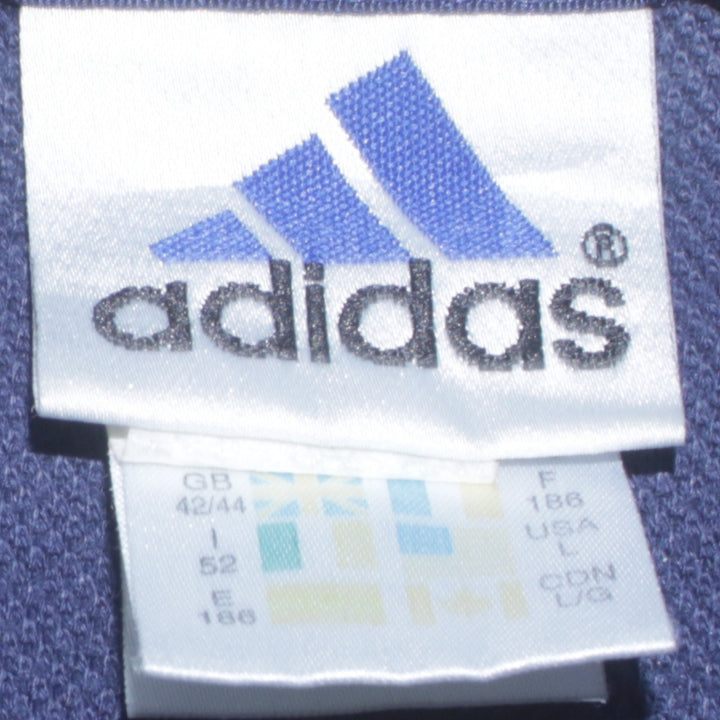 adidas®
GB F
42/44 186
I USA
52 L
E CDN
186 L/G